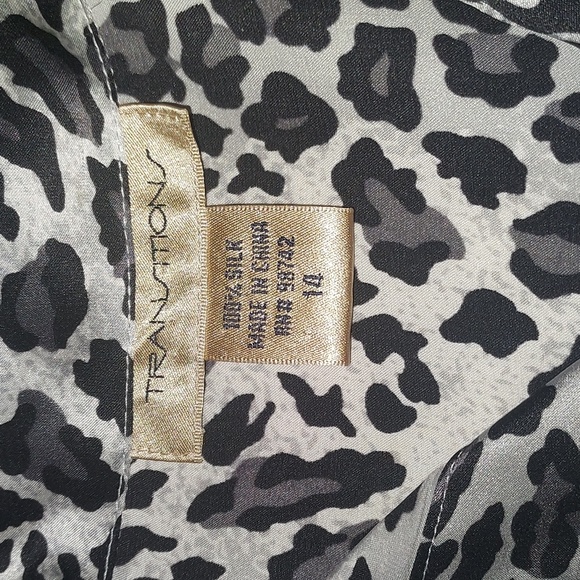 TRANSITIONS
100% SILK
MADE IN CHINA
RN# 98742
14